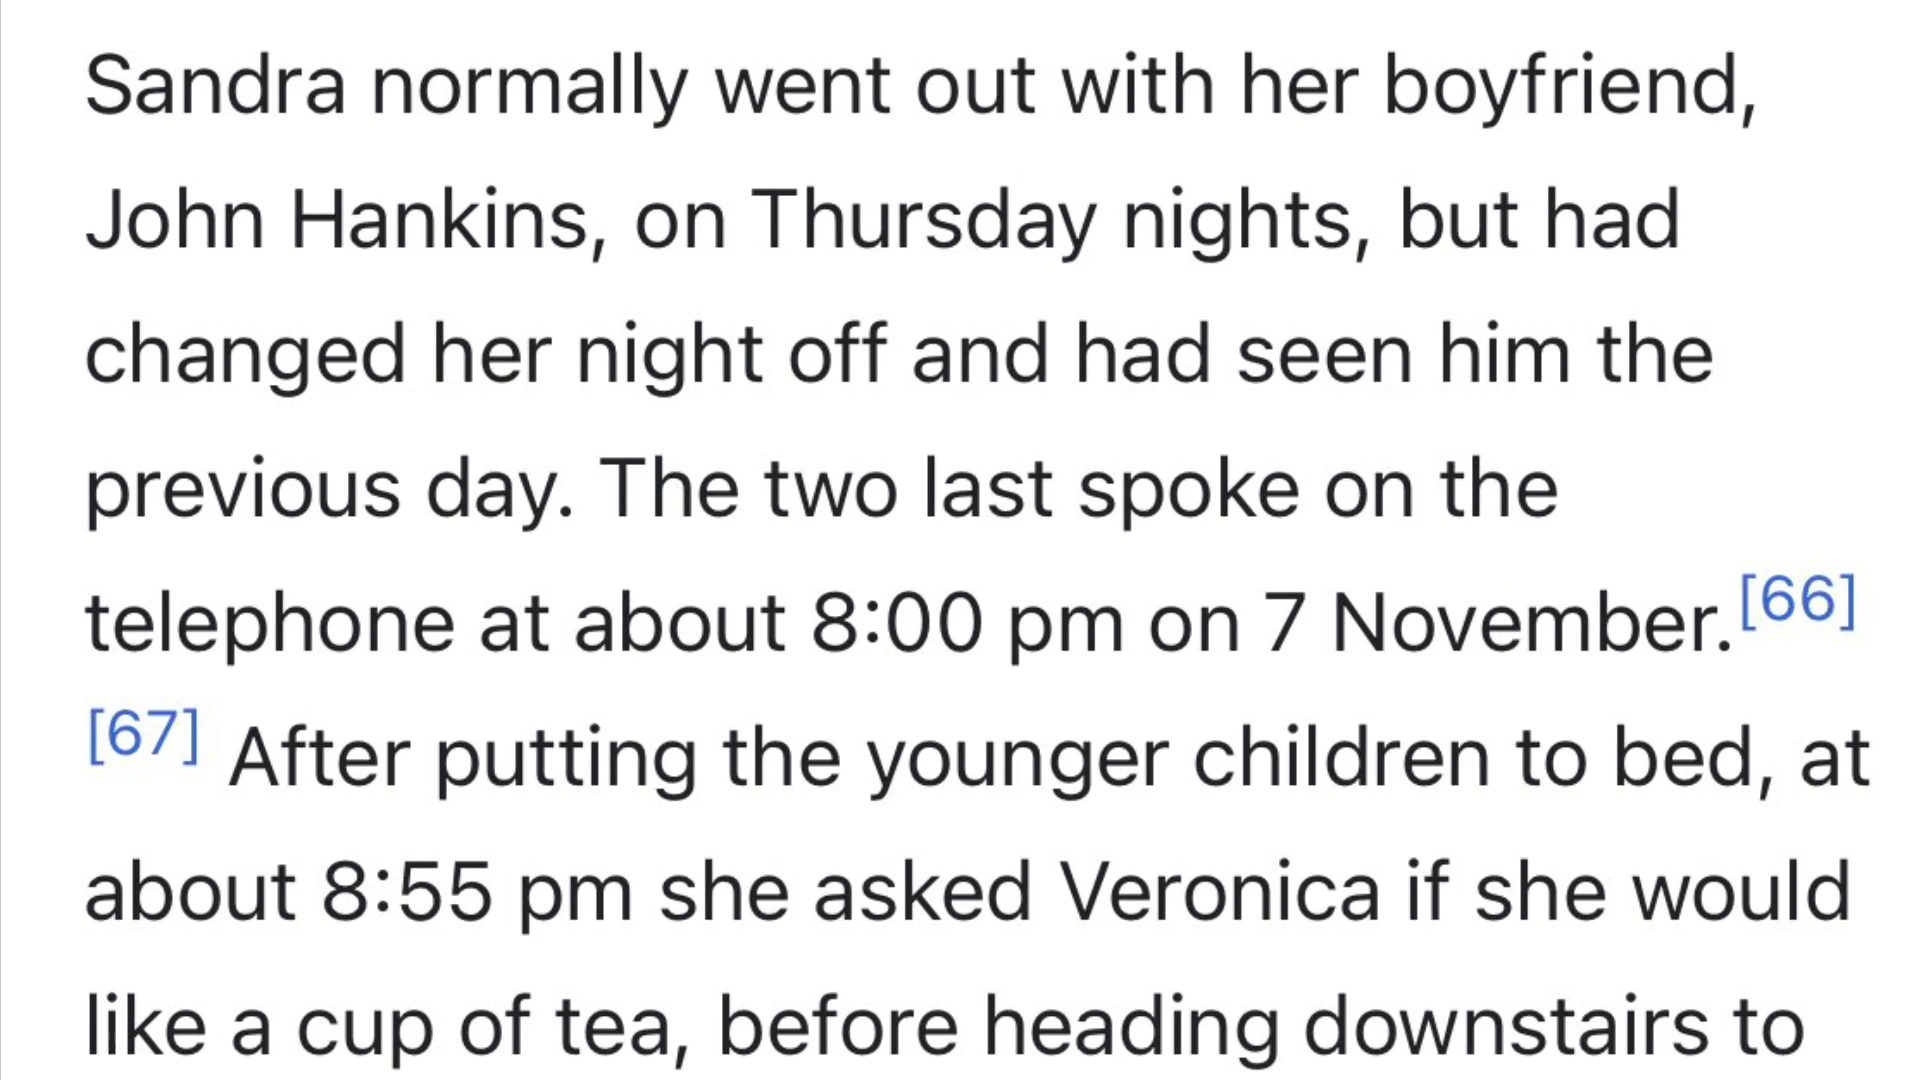 Sandra normally went out with her boyfriend,
John Hankins, on Thursday nights, but had
changed her night off and had seen him the
previous day. The two last spoke on the
telephone at about 8:00 pm on 7 November.[66]
[67] After putting the younger children to bed, at
about 8:55 pm she asked Veronica if she would
like a cup of tea, before heading downstairs to